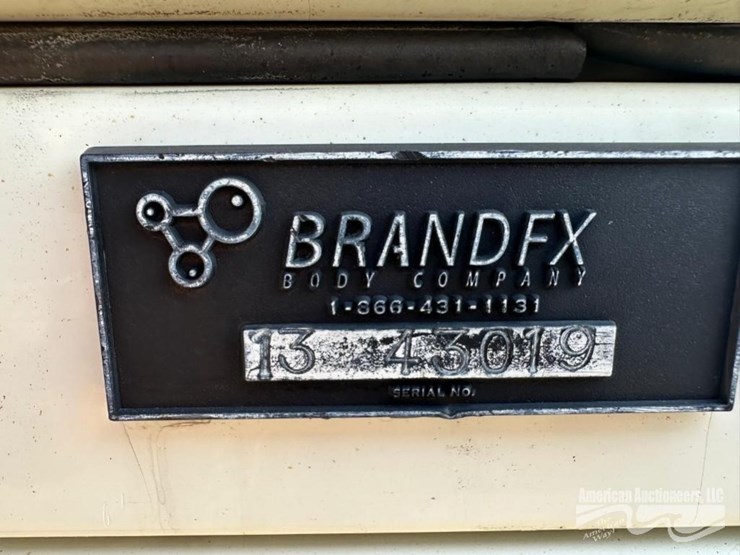 BRANDFX
BODY COMPANY
1-866-431-1131
13 43019
SERIAL NO.
American Auctioneers, LLC